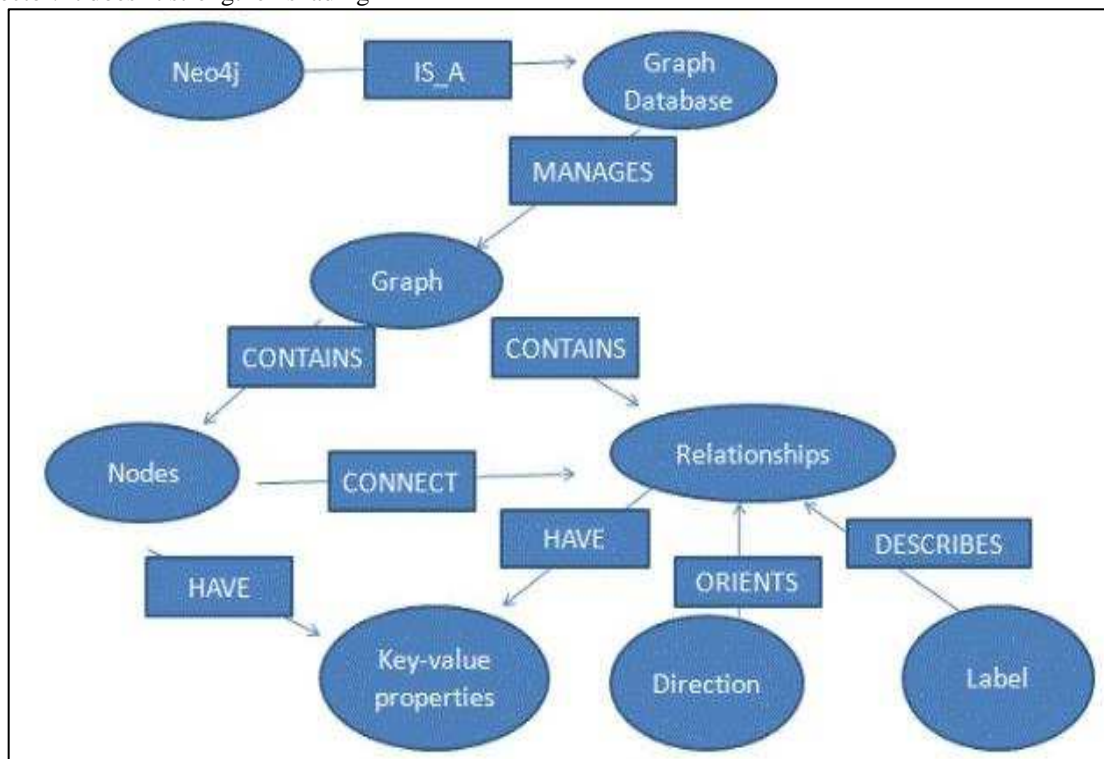 Neo4j
IS_A
Graph
Database
MANAGES
Graph
CONTAINS
CONTAINS
Nodes
CONNECT
Relationships
HAVE
HAVE
ORIENTS
DESCRIBES
Key-value
properties
Direction
Label